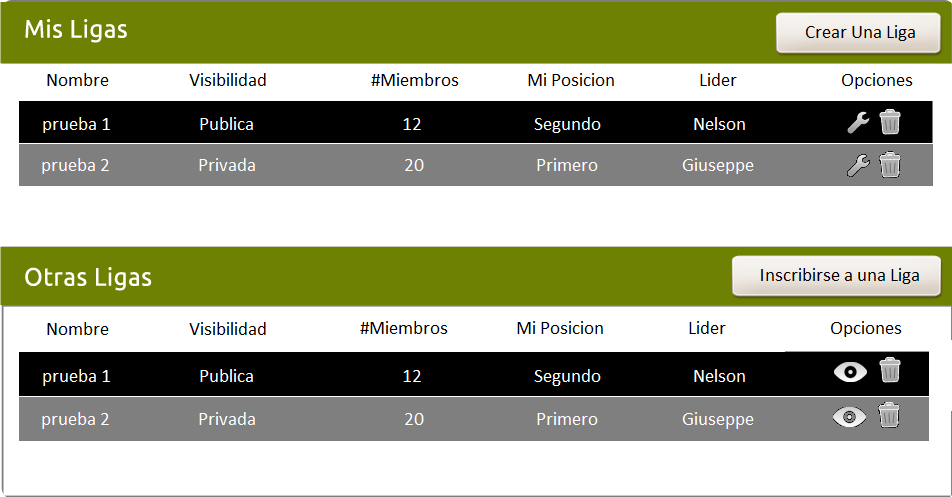 Mis Ligas Crear Una Liga
Nombre Visibilidad #Miembros Mi Posicion Lider Opciones
prueba 1 Publica 12 Segundo Nelson
prueba 2 Privada 20 Primero Giuseppe
Otras Ligas Inscribirse a una Liga
Nombre Visibilidad #Miembros Mi Posicion Lider Opciones
prueba 1 Publica 12 Segundo Nelson
prueba 2 Privada 20 Primero Giuseppe